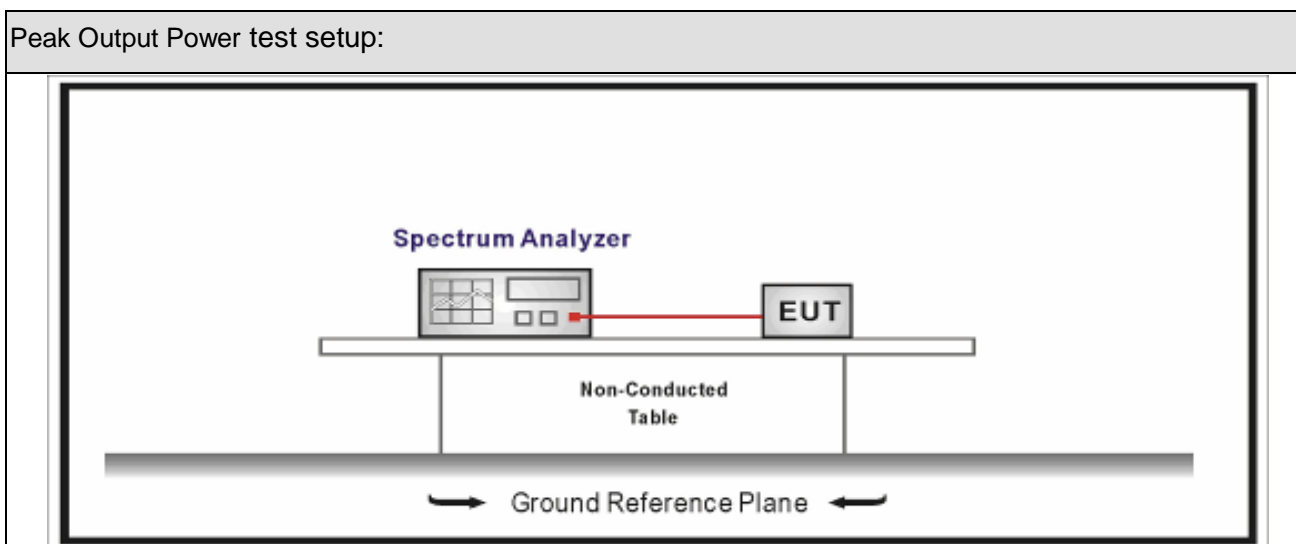 Peak Output Power test setup:
Spectrum Analyzer
EUT
Non-Conducted
Table
Ground Reference Plane